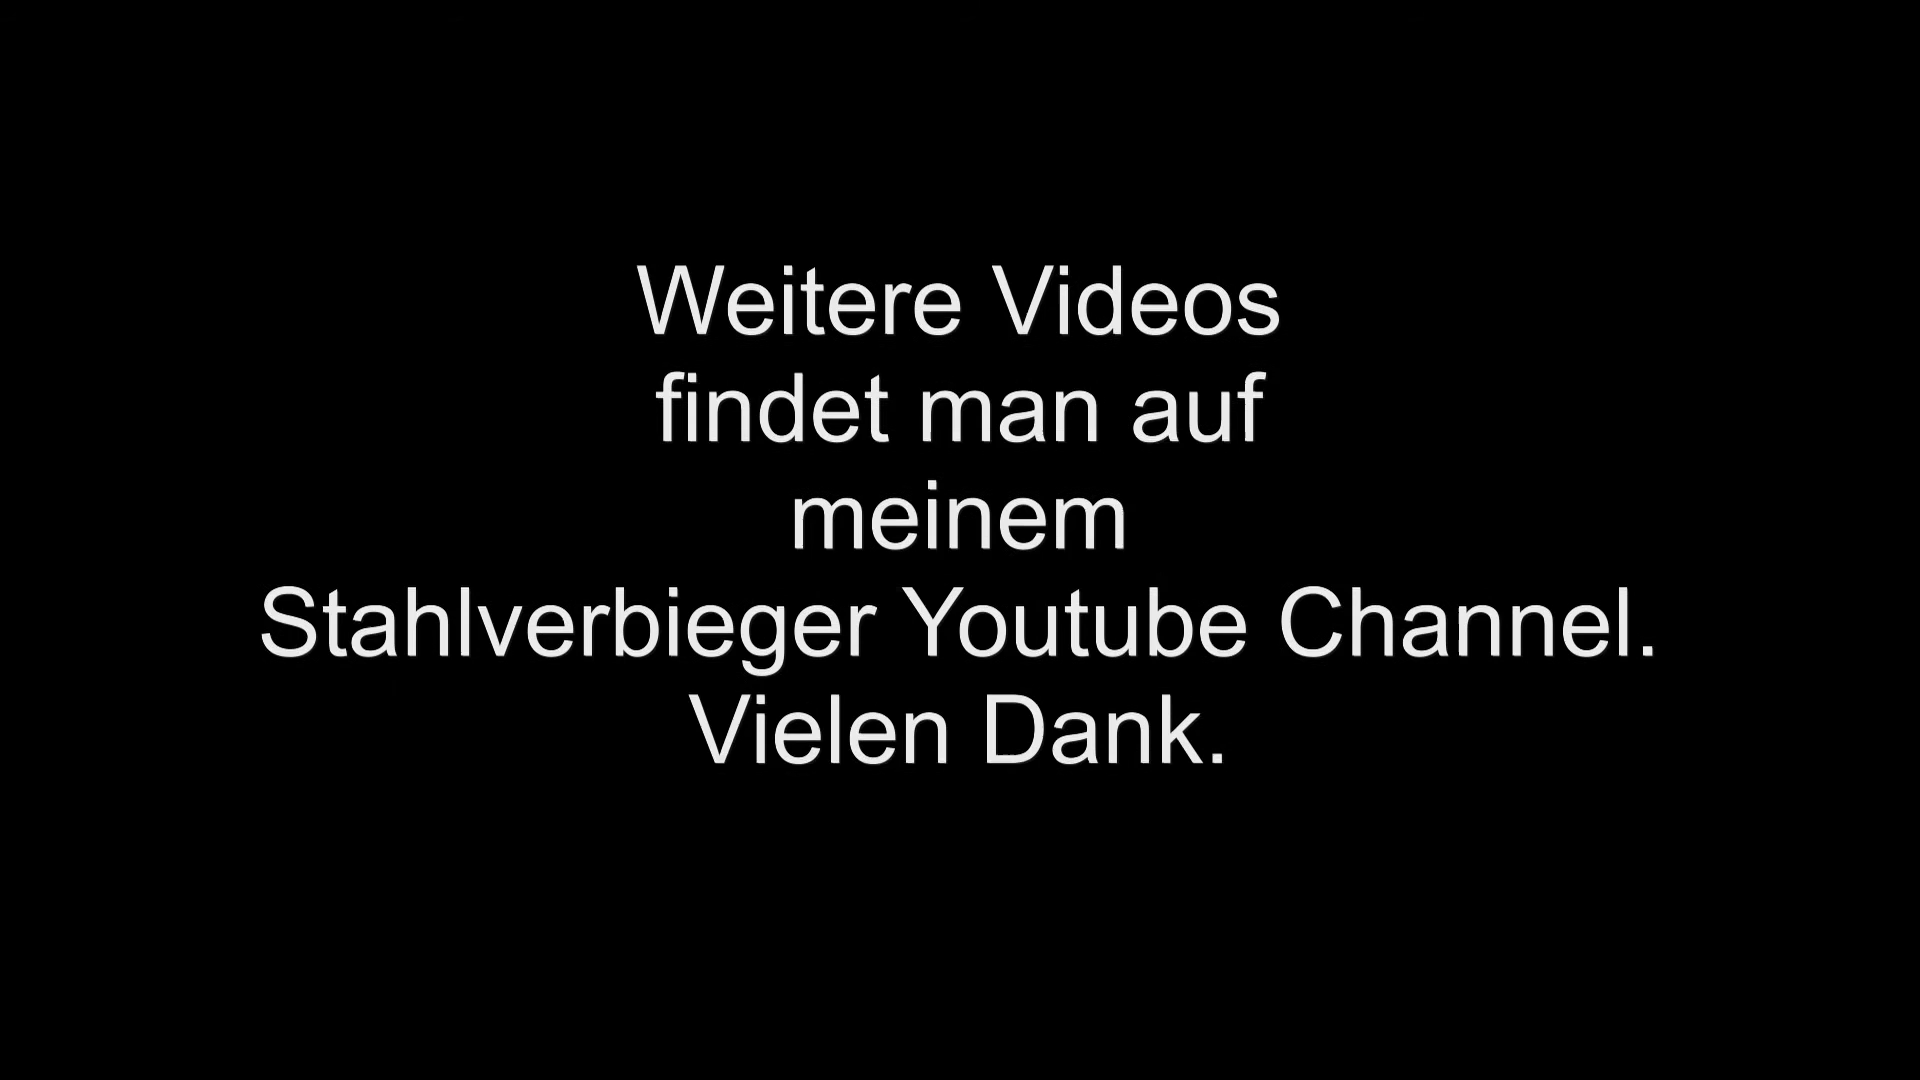 Weitere Videos
findet man auf
meinem
Stahlverbieger Youtube Channel.
Vielen Dank.